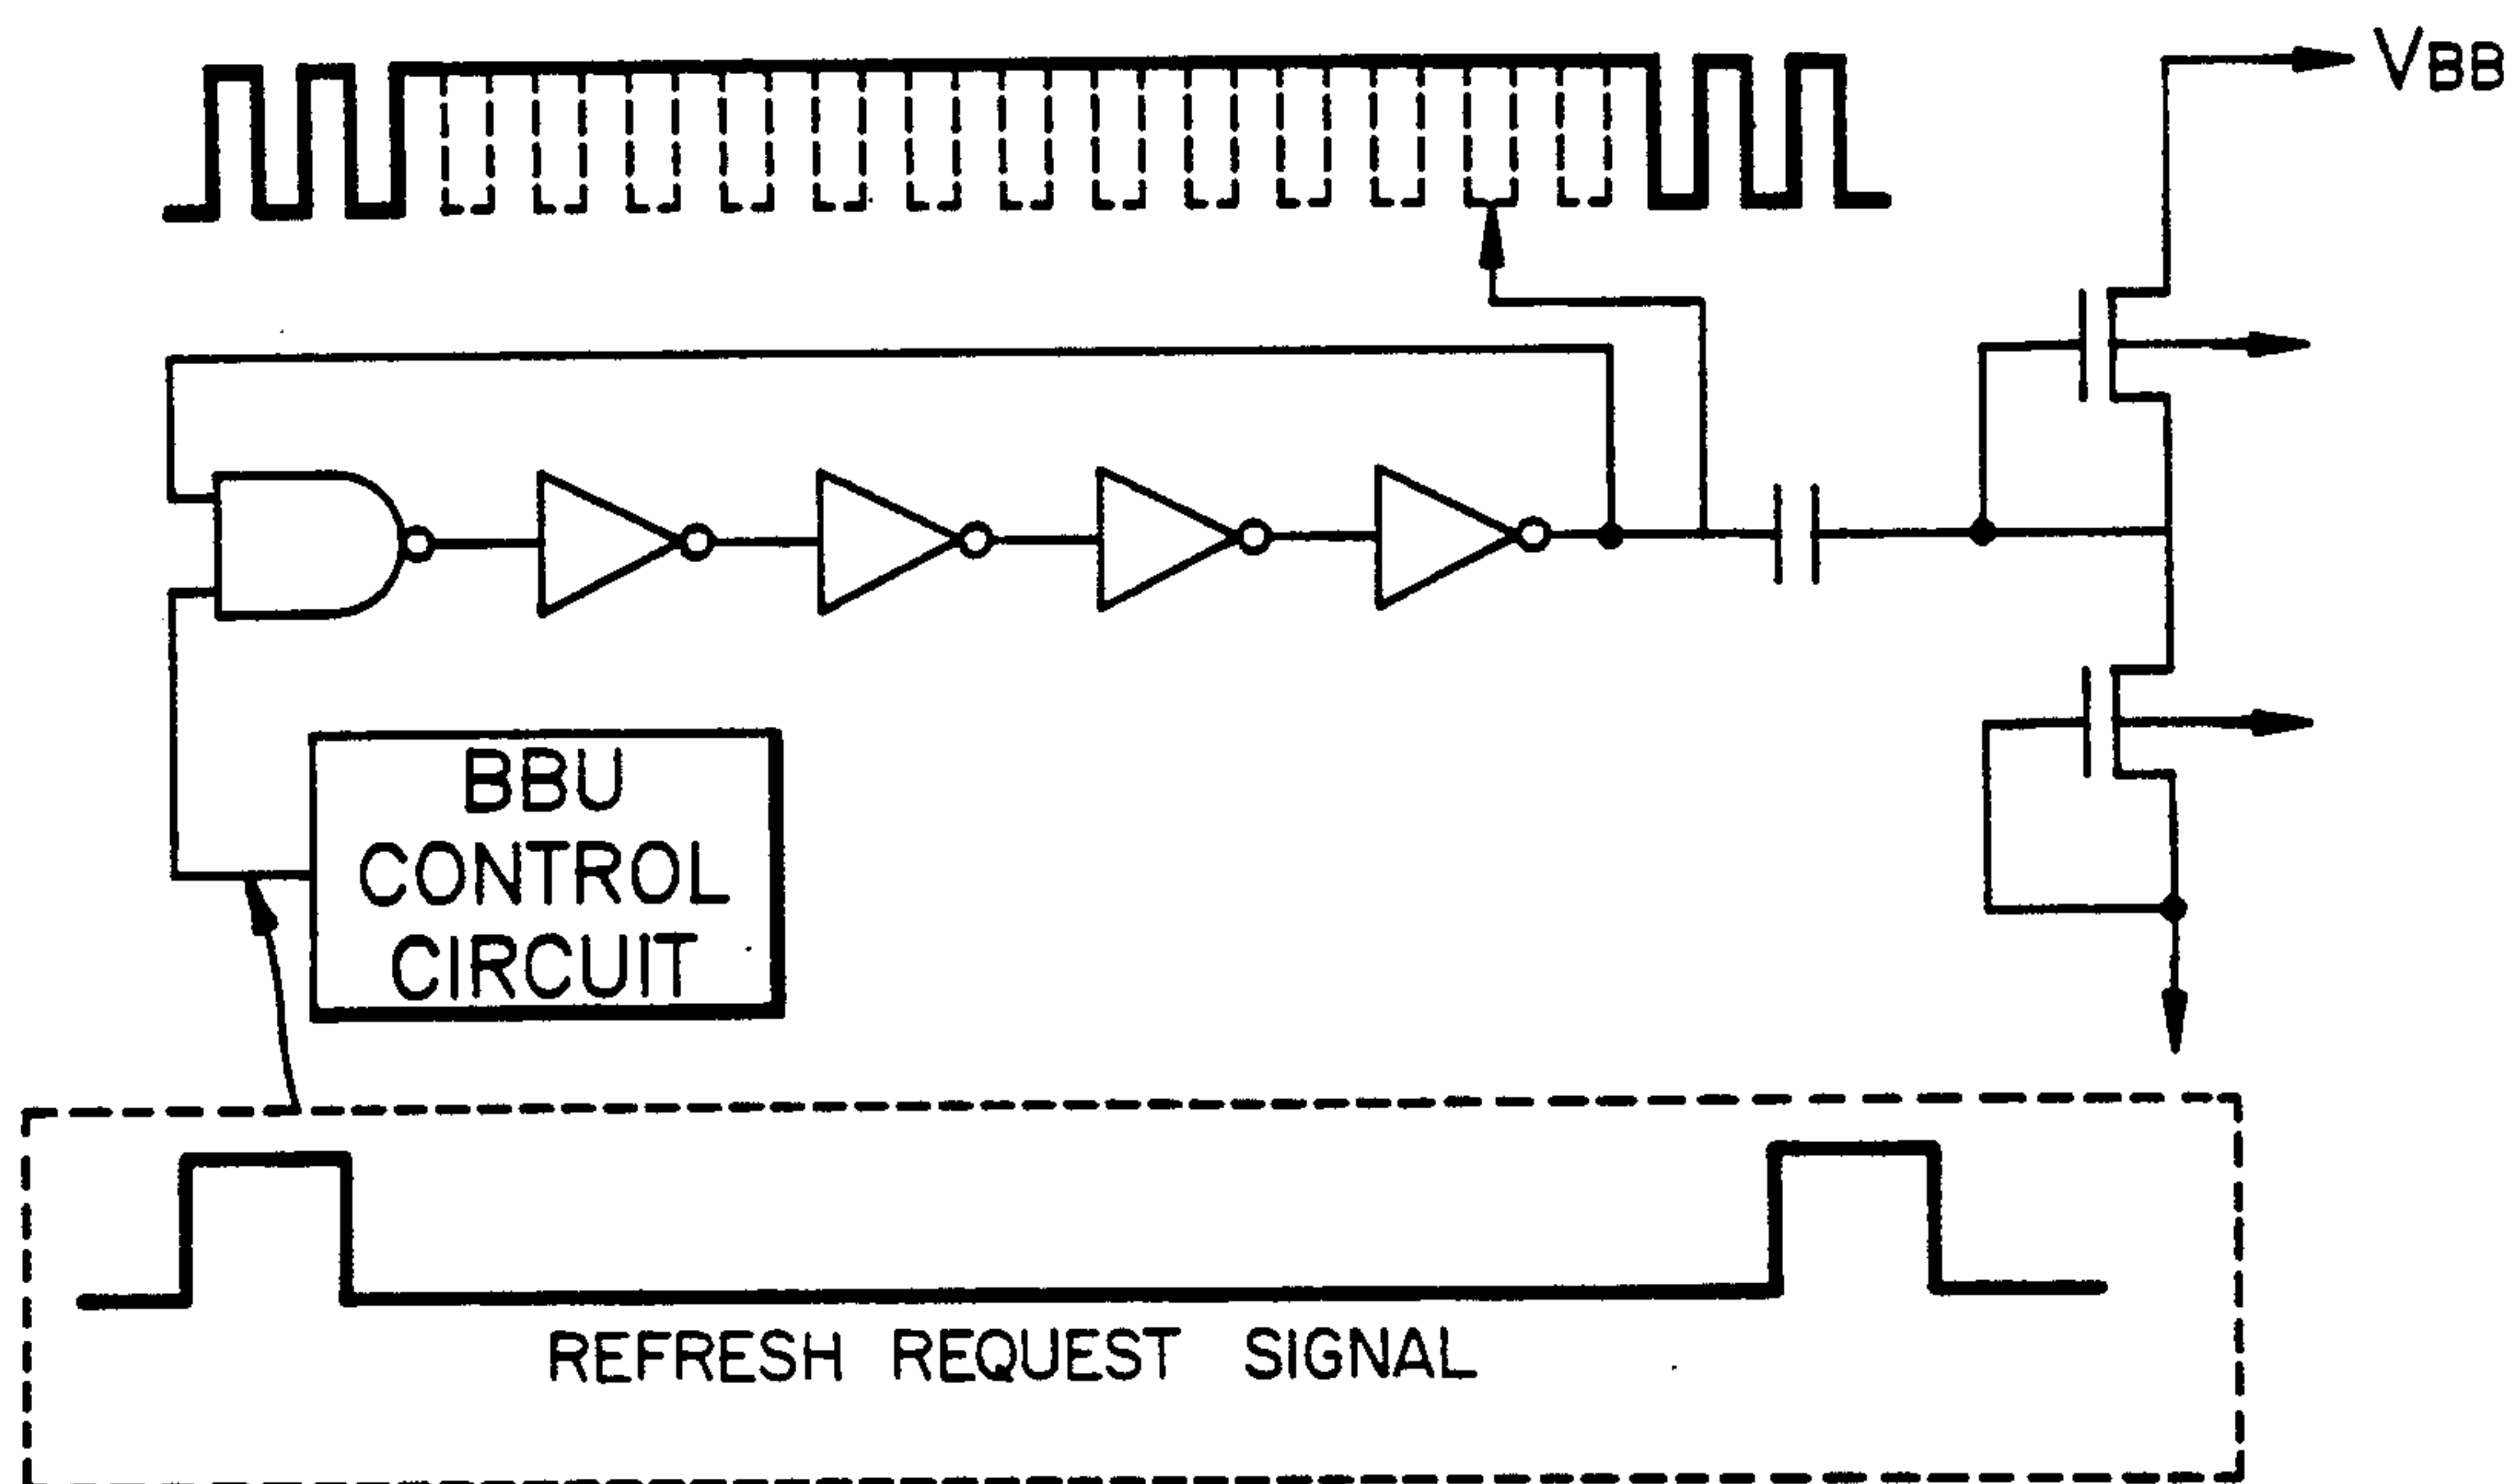 VBB
BBU
CONTROL
CIRCUIT
REFRESH REQUEST SIGNAL